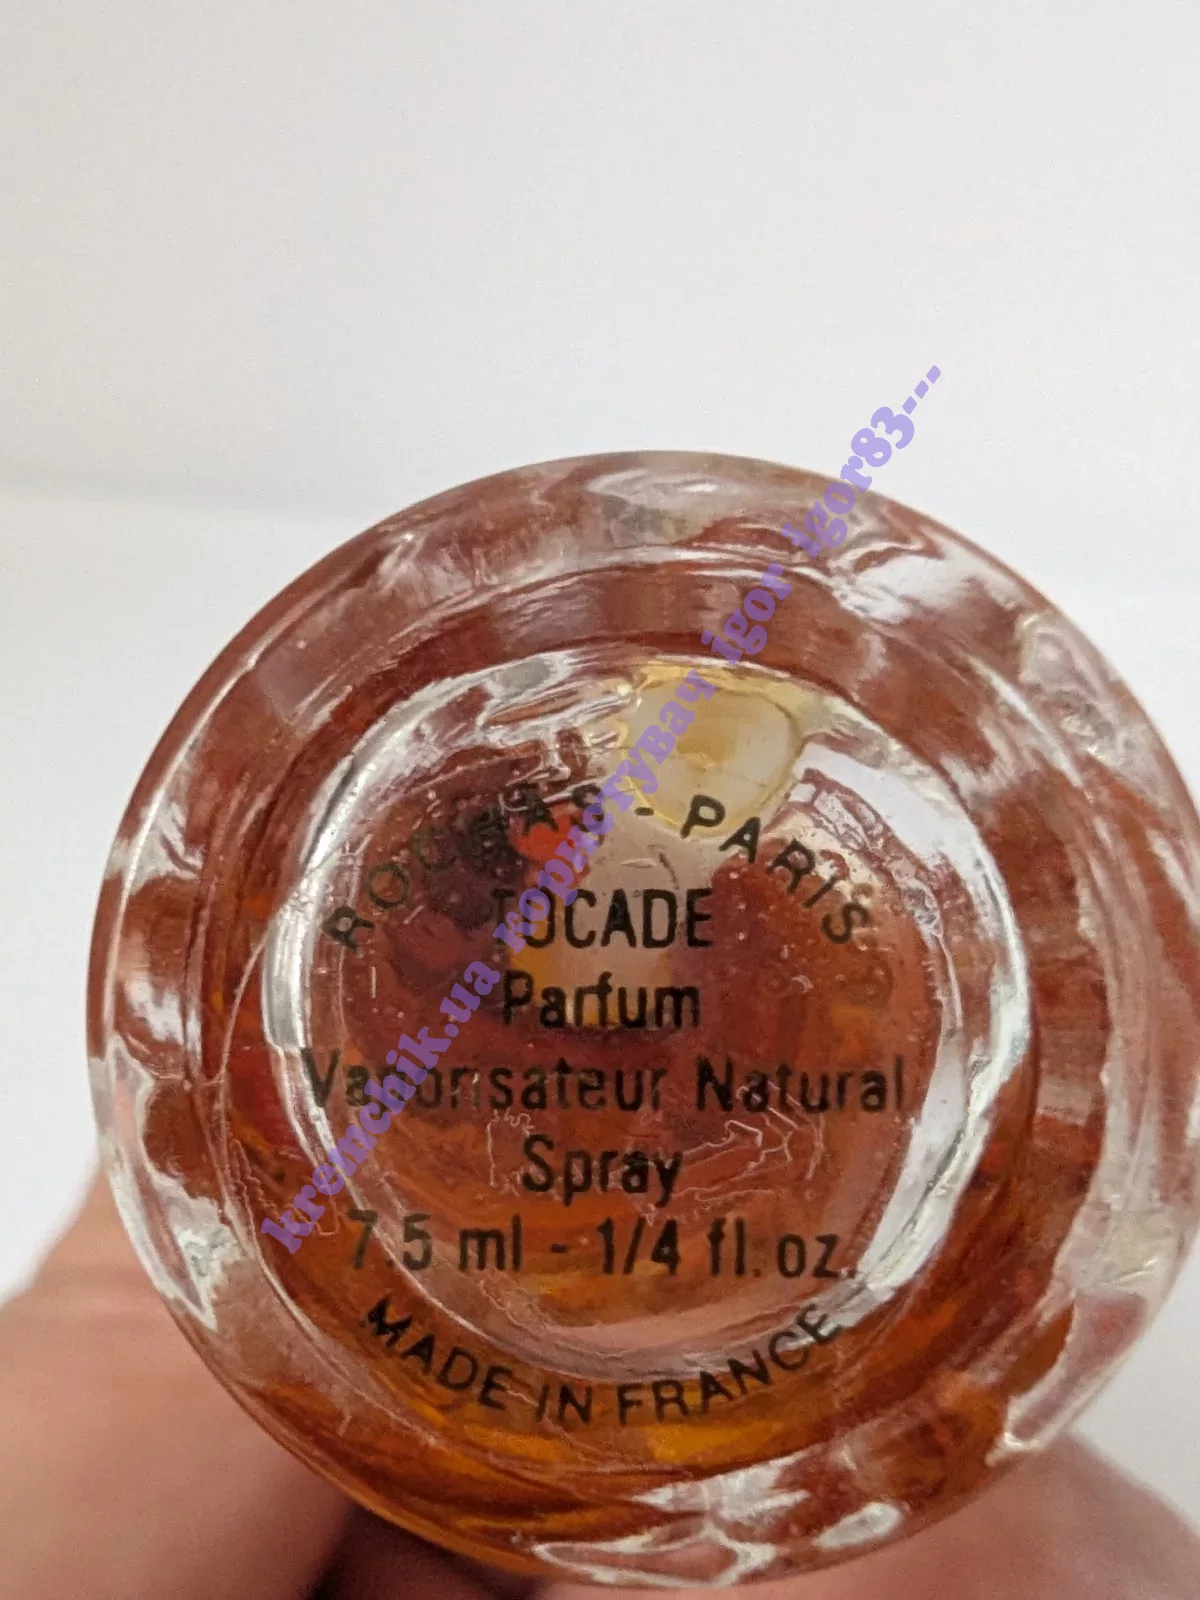 ROCHAS - PARIS
TOCADE
Parfum
Vaporisateur Natural
Spray
7.5 ml - 1/4 fl. oz.
MADE IN FRANCE
kremchik.ua користувач igor igor83---